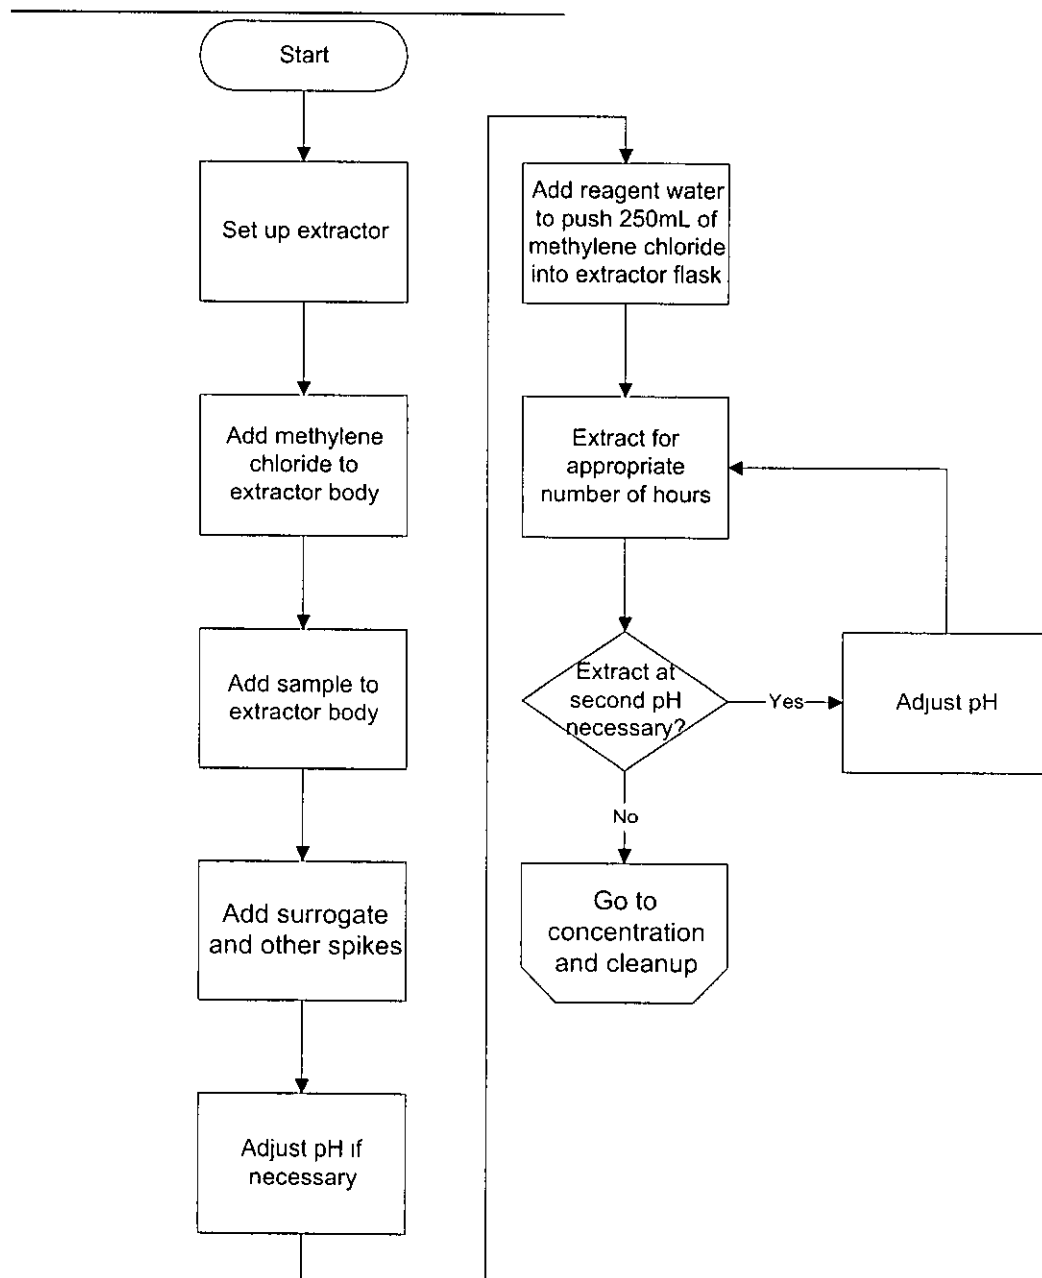 Start
Set up extractor
Add methylene
chloride to
extractor body
Add sample to
extractor body
Add surrogate
and other spikes
Adjust pH if
necessary
Add reagent water
to push 250mL of
methylene chloride
into extractor flask
Extract for
appropriate
number of hours
Extract at
second pH
necessary?
Yes
Adjust pH
No
Go to
concentration
and cleanup